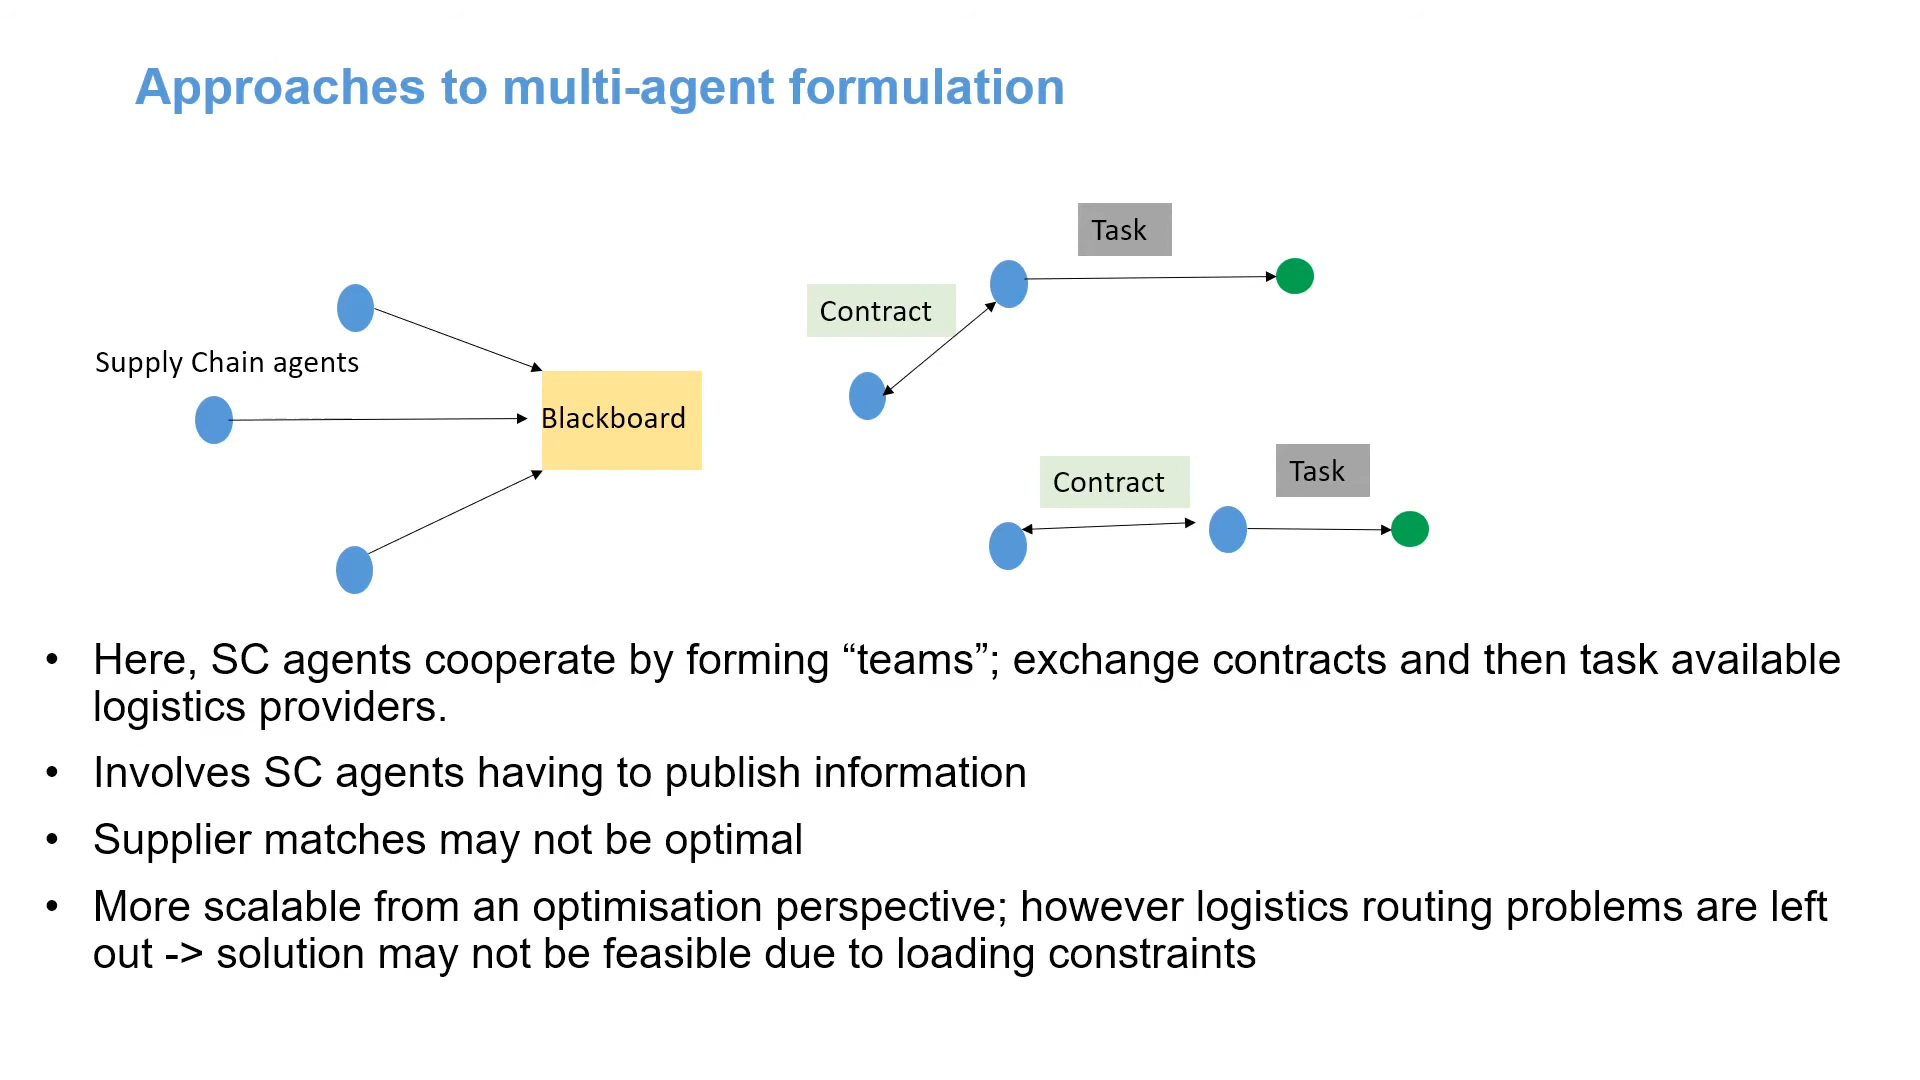 Approaches to multi-agent formulation
Task
Contract
Supply Chain agents
Blackboard
Contract
Task
• Here, SC agents cooperate by forming “teams”; exchange contracts and then task available
logistics providers.
• Involves SC agents having to publish information
• Supplier matches may not be optimal
• More scalable from an optimisation perspective; however logistics routing problems are left
out -> solution may not be feasible due to loading constraints